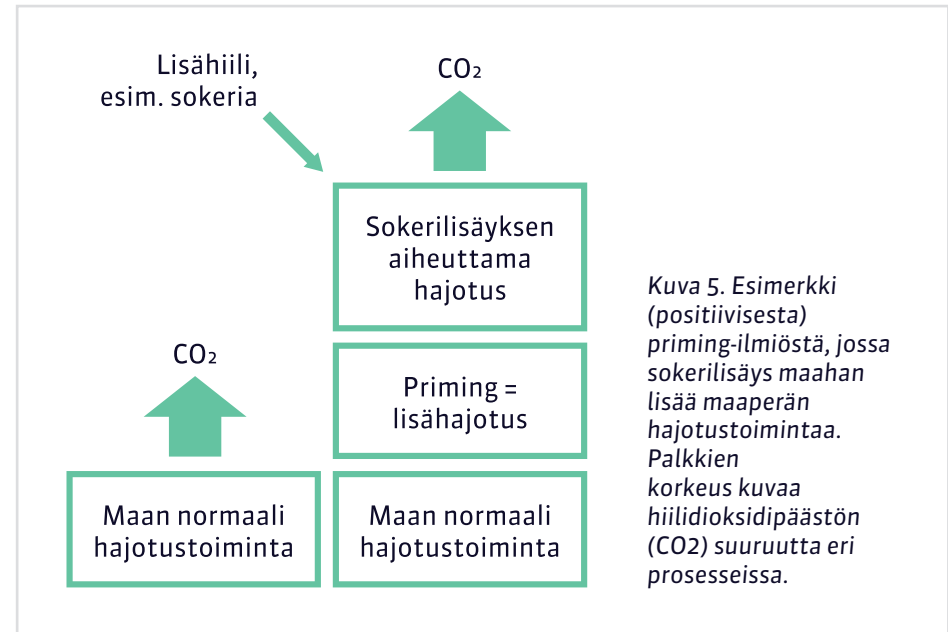 Lisähiili,
esim. sokeria
CO₂
Sokerilisäyksen
aiheuttama
hajotus
CO₂
Priming =
lisähajotus
Maan normaali
hajotustoiminta
Maan normaali
hajotustoiminta
Kuva 5. Esimerkki
(positiivisesta)
priming-ilmiöstä, jossa
sokerilisäys maahan
lisää maaperän
hajotustoimintaa.
Palkkien
korkeus kuvaa
hiilidioksidipäästön
(CO2) suuruutta eri
prosesseissa.